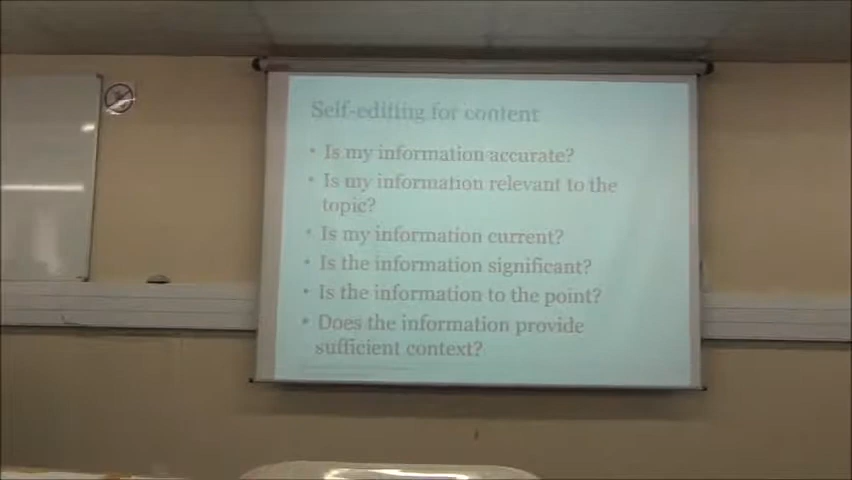 Self-editing for content
• Is my information accurate?
• Is my information relevant to the
topic?
• Is my information current?
• Is the information significant?
• Is the information to the point?
• Does the information provide
sufficient context?